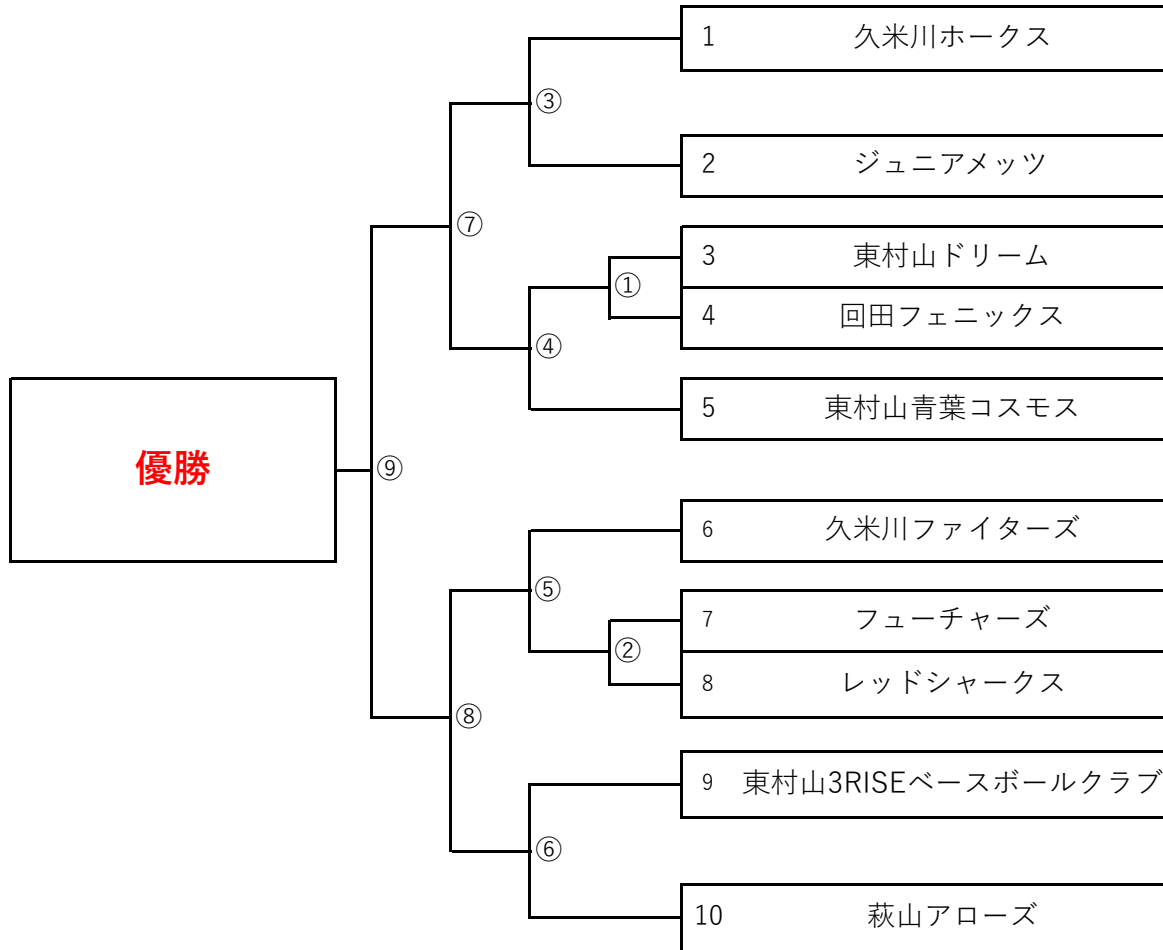 1 久米川ホークス
③
2 ジュニアメッツ
⑦
3 東村山ドリーム
①
4 回田フェニックス
④
5 東村山青葉コスモス
優勝
⑨
6 久米川ファイターズ
⑤
7 フューチャーズ
②
8 レッドシャークス
⑧
9 東村山3RISEベースボールクラブ
⑥
10 萩山アローズ